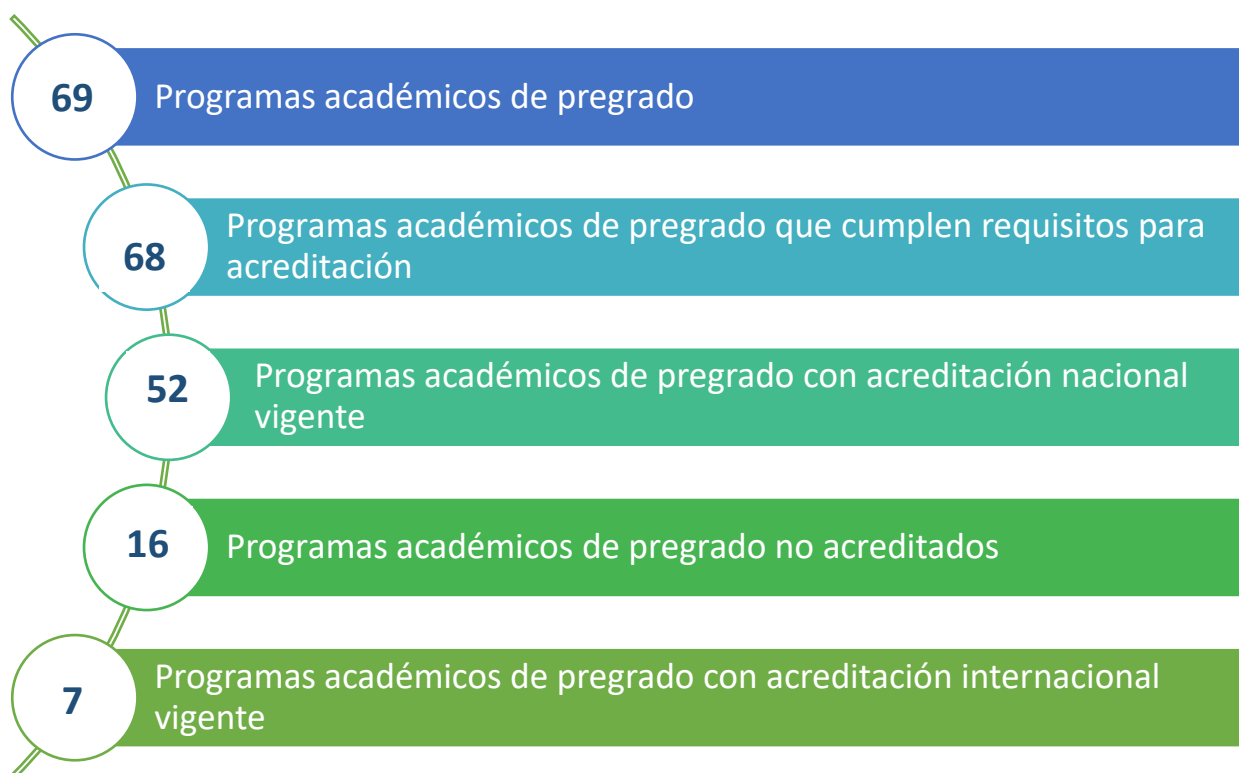 69
Programas académicos de pregrado
68
Programas académicos de pregrado que cumplen requisitos para
acreditación
52
Programas académicos de pregrado con acreditación nacional
vigente
16
Programas académicos de pregrado no acreditados
7
Programas académicos de pregrado con acreditación internacional
vigente